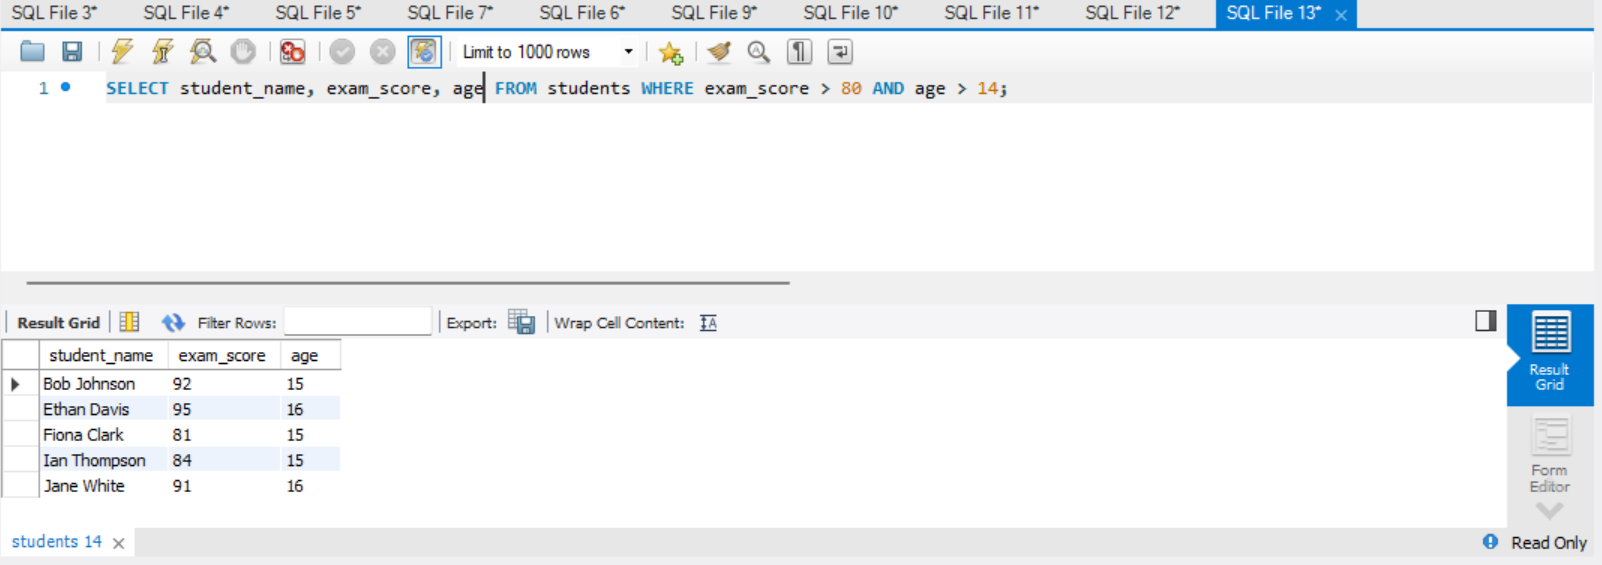 SQL File 3* SQL File 4* SQL File 5* SQL File 7* SQL File 6* SQL File 9* SQL File 10* SQL File 11* SQL File 12* SQL File 13*
Limit to 1000 rows
1 SELECT student_name, exam_score, age FROM students WHERE exam_score > 80 AND age > 14;
Result Grid Filter Rows: Export: Wrap Cell Content:
student_name exam_score age
Bob Johnson 92 15
Ethan Davis 95 16
Fiona Clark 81 15
Ian Thompson 84 15
Jane White 91 16
Result
Grid
Form
Editor
students 14 Read Only